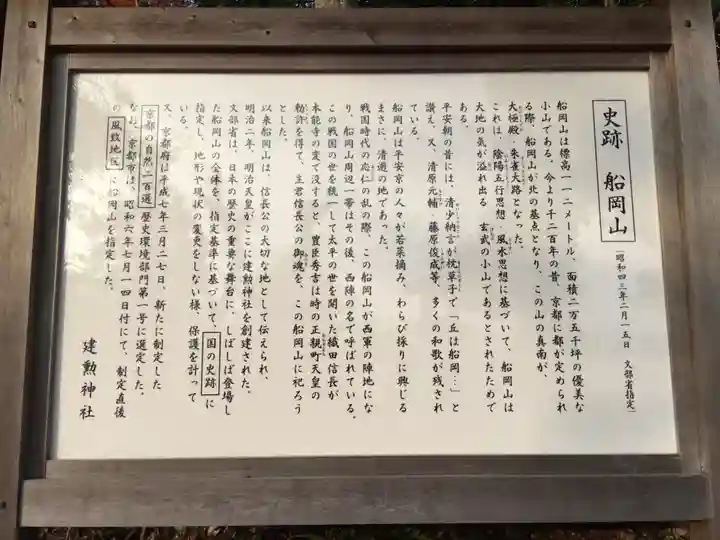 史跡 船岡山
（昭和四三年二月一五日 文部省指定）
船岡山は標高一一二メートル、面積二万五千坪の優美な
小山である。今より千二百年の昔、京都に都が定められ
る際、船岡山が北の基点となり、この山の真南が、
大極殿・朱雀大路となった。
これは、陰陽五行思想、風水思想に基づいて、船岡山は
大地の気が溢れ出る 玄武の小山であるとされたためで
ある。
平安朝の昔には、清少納言が枕草子で「丘は船岡…」と
讃え、又、清原元輔・藤原俊成等、多くの和歌が残され
ている。
船岡山は平安京の人々が若菜摘み、わらび採りに興じる
まさに、清遊の地であった。
戦国時代の応仁の乱の際、この船岡山が西軍の陣地にな
り、船岡山周辺一帯はその後、西陣の名で呼ばれている。
この戦国の世を統一して太平の世を開いた織田信長が
本能寺の変で没すると、豊臣秀吉は時の正親町天皇の
勅許を得て、主君信長公の御魂を、この船岡山に祀ろう
とした。
以来船岡山は、信長公の大切な地として伝えられ、
明治二年、明治天皇がここに建勲神社を創建された。
文部省は、日本の歴史の重要な舞台に、しばしば登場し
た船岡山の全体を、指定基準に基づいて、国の史跡に
指定し、地形や現状の変更をしない様、保護を計って
いる。
又、京都府は平成七年三月二七日、新たに制定した
京都の自然二百選 歴史環境部門第一号に選定した。
なお、京都市は、昭和六年七月一四日付にて、制定直後
の 風致地区 に船岡山を指定した。
建勲神社